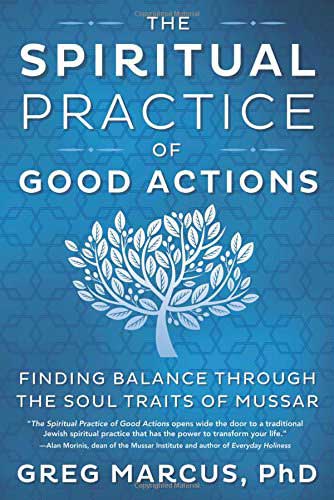 THE
SPIRITUAL
PRACTICE
OF
GOOD ACTIONS
FINDING BALANCE THROUGH
THE SOUL TRAITS OF MUSSAR
"The Spiritual Practice of Good Actions opens wide the door to a traditional
Jewish spiritual practice that has the power to transform your life."
—Alan Morinis, dean of the Mussar Institute and author of Everyday Holiness
GREG MARCUS, PhD